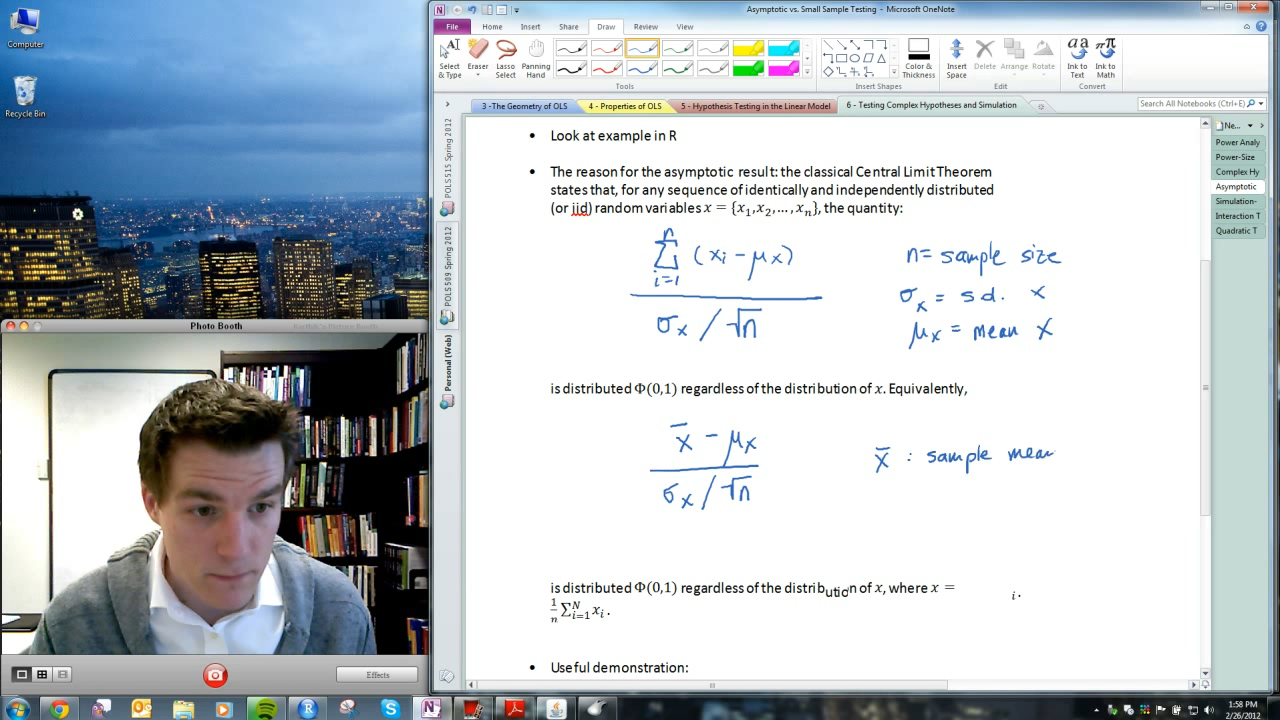 Asymptotic vs. Small Sample Testing - Microsoft OneNote
File Home Insert Share Draw Review View
Computer
Recycle Bin
Select & Type
Eraser
Lasso Select
Panning Hand
Color & Thickness
Insert Space
Delete
Arrange
Rotate
Ink to Text
Ink to Math
Tools
Insert Shapes
Edit
Convert
3 -The Geometry of OLS
4 - Properties of OLS
5 - Hypothesis Testing in the Linear Model
6 - Testing Complex Hypotheses and Simulation
Search All Notebooks (Ctrl+E)
POLS 515 Spring 2012
POLS 509 Spring 2012
Personal (Web)
Ne...
Power Analy
Power-Size
Complex Hy
Asymptotic
Simulation-
Interaction T
Quadratic T
• Look at example in R
• The reason for the asymptotic result: the classical Central Limit Theorem
states that, for any sequence of identically and independently distributed
(or iid) random variables x = {x₁,x₂,...,xₙ}, the quantity:
n
Σ (xᵢ - μₓ)
i=1
σₓ / √n
n = sample size
σₓ = s.d. x
μₓ = mean x
is distributed Φ(0,1) regardless of the distribution of x. Equivalently,
x̄ - μₓ
σₓ / √n
x̄ : sample mean
is distributed Φ(0,1) regardless of the distribution of x, where x =
i.
1/n Σᵢ₌₁ᴺ xᵢ.
• Useful demonstration:
Photo Booth
Effects
1:58 PM
2/26/2012